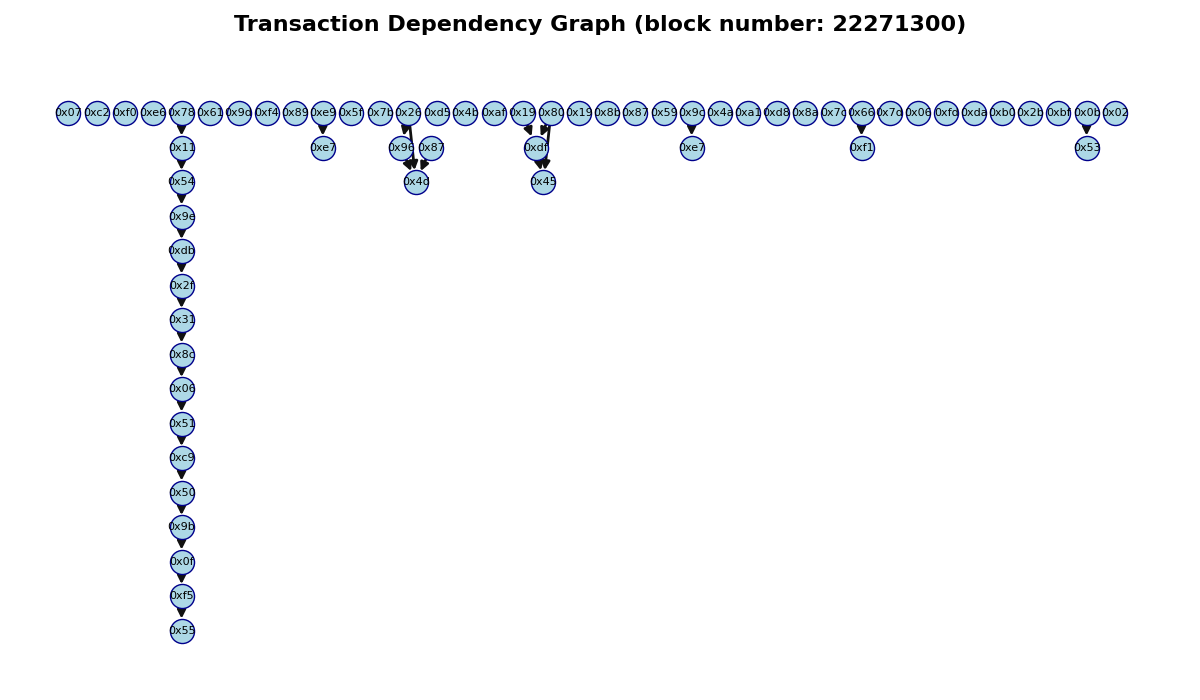 Transaction Dependency Graph (block number: 22271300)
0x07 0xc2 0xf0 0xe6 0x78 0x61 0x9d 0xf4 0x89 0xe9 0x5f 0x7b 0x26 0xd5 0x4b 0xaf 0x19 0x80 0x19 0x8b 0x87 0x59 0x9c 0x4a 0xa1 0xd8 0x8a 0x7c 0x66 0x7a 0x06 0xfd 0xda 0xb0 0x2b 0xbf 0x0b 0x02
0x11 0xe7 0x96 0x87 0xdf 0xe7 0xf1 0x53
0x54 0x4d 0x45
0x9e
0xdb
0x2f
0x31
0x8c
0x06
0x51
0xc9
0x50
0x9b
0x0f
0xf5
0x55